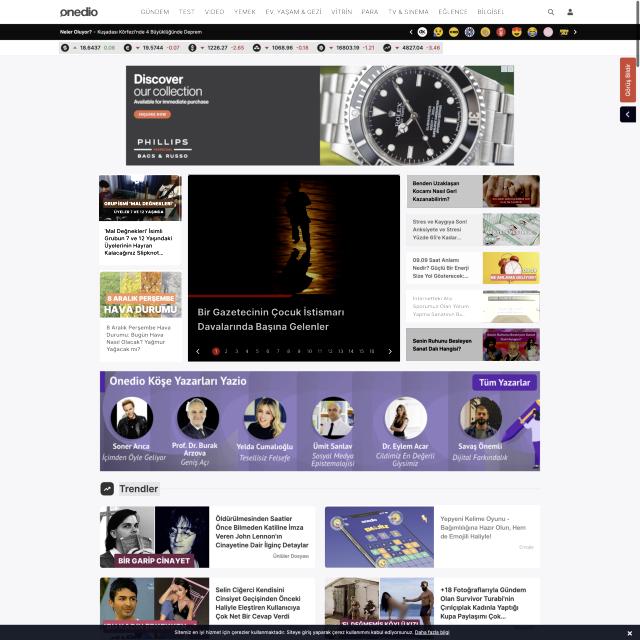 onedio
GÜNDEM TEST VİDEO YEMEK EV, YAŞAM & GEZİ VİTRİN PARA TV & SİNEMA EĞLENCE BİLGİSEL
Neler Oluyor? - Kuşadası Körfezi'nde 4 Büyüklüğünde Deprem
18.6437 0.08 19.5744 -0.07 1226.27 -2.65 1068.96 -0.18 16803.19 -1.21 4827.04 -3.46
Görüş Bildir
Discover
our collection
Available for immediate purchase
PHILLIPS
PERPETUAL
BACS & RUSSO
ROLEX
GRUP İSMİ 'MAL DEĞNEKLERİ'
ÜYELER 7 VE 12 YAŞINDA
'Mal Değnekleri' İsimli
Grubun 7 ve 12 Yaşındaki
Üyelerinin Hayran
Kalacağınız Slipknot...
8 ARALIK PERŞEMBE
HAVA DURUMU
8 Aralık Perşembe Hava
Durumu: Bugün Hava
Nasıl Olacak? Yağmur
Yağacak mı?
Bir Gazetecinin Çocuk İstismarı
Davalarında Başına Gelenler
1 2 3 4 5 6 7 8 9 10 11 12 13 14 15 16
Benden Uzaklaşan
Kocamı Nasıl Geri
Kazanabilirim?
Stres ve Kaygıya Son!
Anksiyete ve Stresi
Yüzde 65'e Kadar...
09.09 Saat Anlamı
Nedir? Güçlü Bir Enerji
Size Yol Gösterecek:...
NE ANLAMA GELİYOR?
Senin Ruhunu Besleyen
Sanat Dalı Hangisi?
Onedio Köşe Yazarları Yazio
Tüm Yazarlar
Soner Arıca
İçimden Öyle Geliyor
Prof. Dr. Burak
Arzova
Geniş Açı
Yelda Cumalıoğlu
Tesellisiz Felsefe
Ümit Sanlav
Sosyal Medya
Epistemolojisi
Dr. Eylem Acar
Cildimiz En Değerli
Giysimiz
Savaş Önemli
Dijital Farkındalık
Trendler
BİR GARİP CİNAYET
Öldürülmesinden Saatler
Önce Bilmeden Katiline İmza
Veren John Lennon'ın
Cinayetine Dair İlginç Detaylar
Ünlüler Dosyası
onedio
Yepyeni Kelime Oyunu -
Bağımlılığına Hazır Olun, Hem
de Emojili Haliyle!
Selin Ciğerci Kendisini
Cinsiyet Geçişinden Önceki
Haliyle Eleştiren Kullanıcıya
Çok Net Bir Cevap Verdi
+18 Fotoğraflarıyla Gündem
Olan Survivor Turabi'nin
Çırılçıplak Kadınla Yaptığı
Kupa Paylaşımı Çok...
Sitemiz en iyi hizmet için çerezler kullanmaktadır. Siteye giriş yaparak çerez kullanımını kabul ediyorsunuz. Daha fazla bilgi